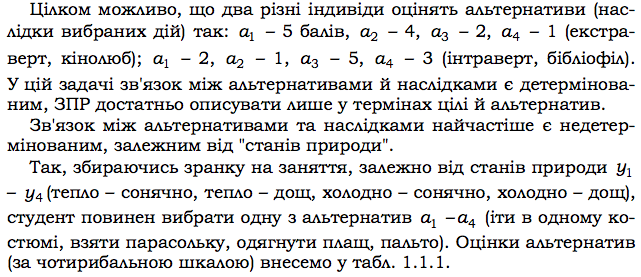 Цілком можливо, що два різні індивіди оцінять альтернативи (нас-
лідки вибраних дій) так: a₁ – 5 балів, a₂ – 4, a₃ – 2, a₄ – 1 (екстра-
верт, кінолюб); a₁ – 2, a₂ – 1, a₃ – 5, a₄ – 3 (інтраверт, бібліофіл).
У цій задачі зв'язок між альтернативами й наслідками є детермінова-
ним, ЗПР достатньо описувати лише у термінах цілі й альтернатив.
Зв'язок між альтернативами та наслідками найчастіше є недетер-
мінованим, залежним від "станів природи".
Так, збираючись зранку на заняття, залежно від станів природи y₁
– y₄ (тепло – сонячно, тепло – дощ, холодно – сонячно, холодно – дощ),
студент повинен вибрати одну з альтернатив a₁ –a₄ (іти в одному ко-
стюмі, взяти парасольку, одягнути плащ, пальто). Оцінки альтернатив
(за чотирибальною шкалою) внесемо у табл. 1.1.1.